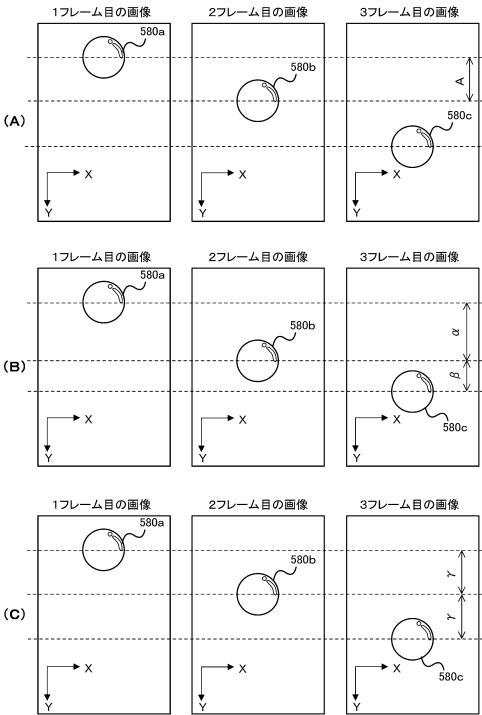 1フレーム目の画像 2フレーム目の画像 3フレーム目の画像
580a
580b
A
(A)
580c
X X X
Y Y Y
1フレーム目の画像 2フレーム目の画像 3フレーム目の画像
580a
580b
α
(B)
β
X X X
580c
Y Y Y
1フレーム目の画像 2フレーム目の画像 3フレーム目の画像
580a
580b
γ
(C)
γ
X X X
580c
Y Y Y